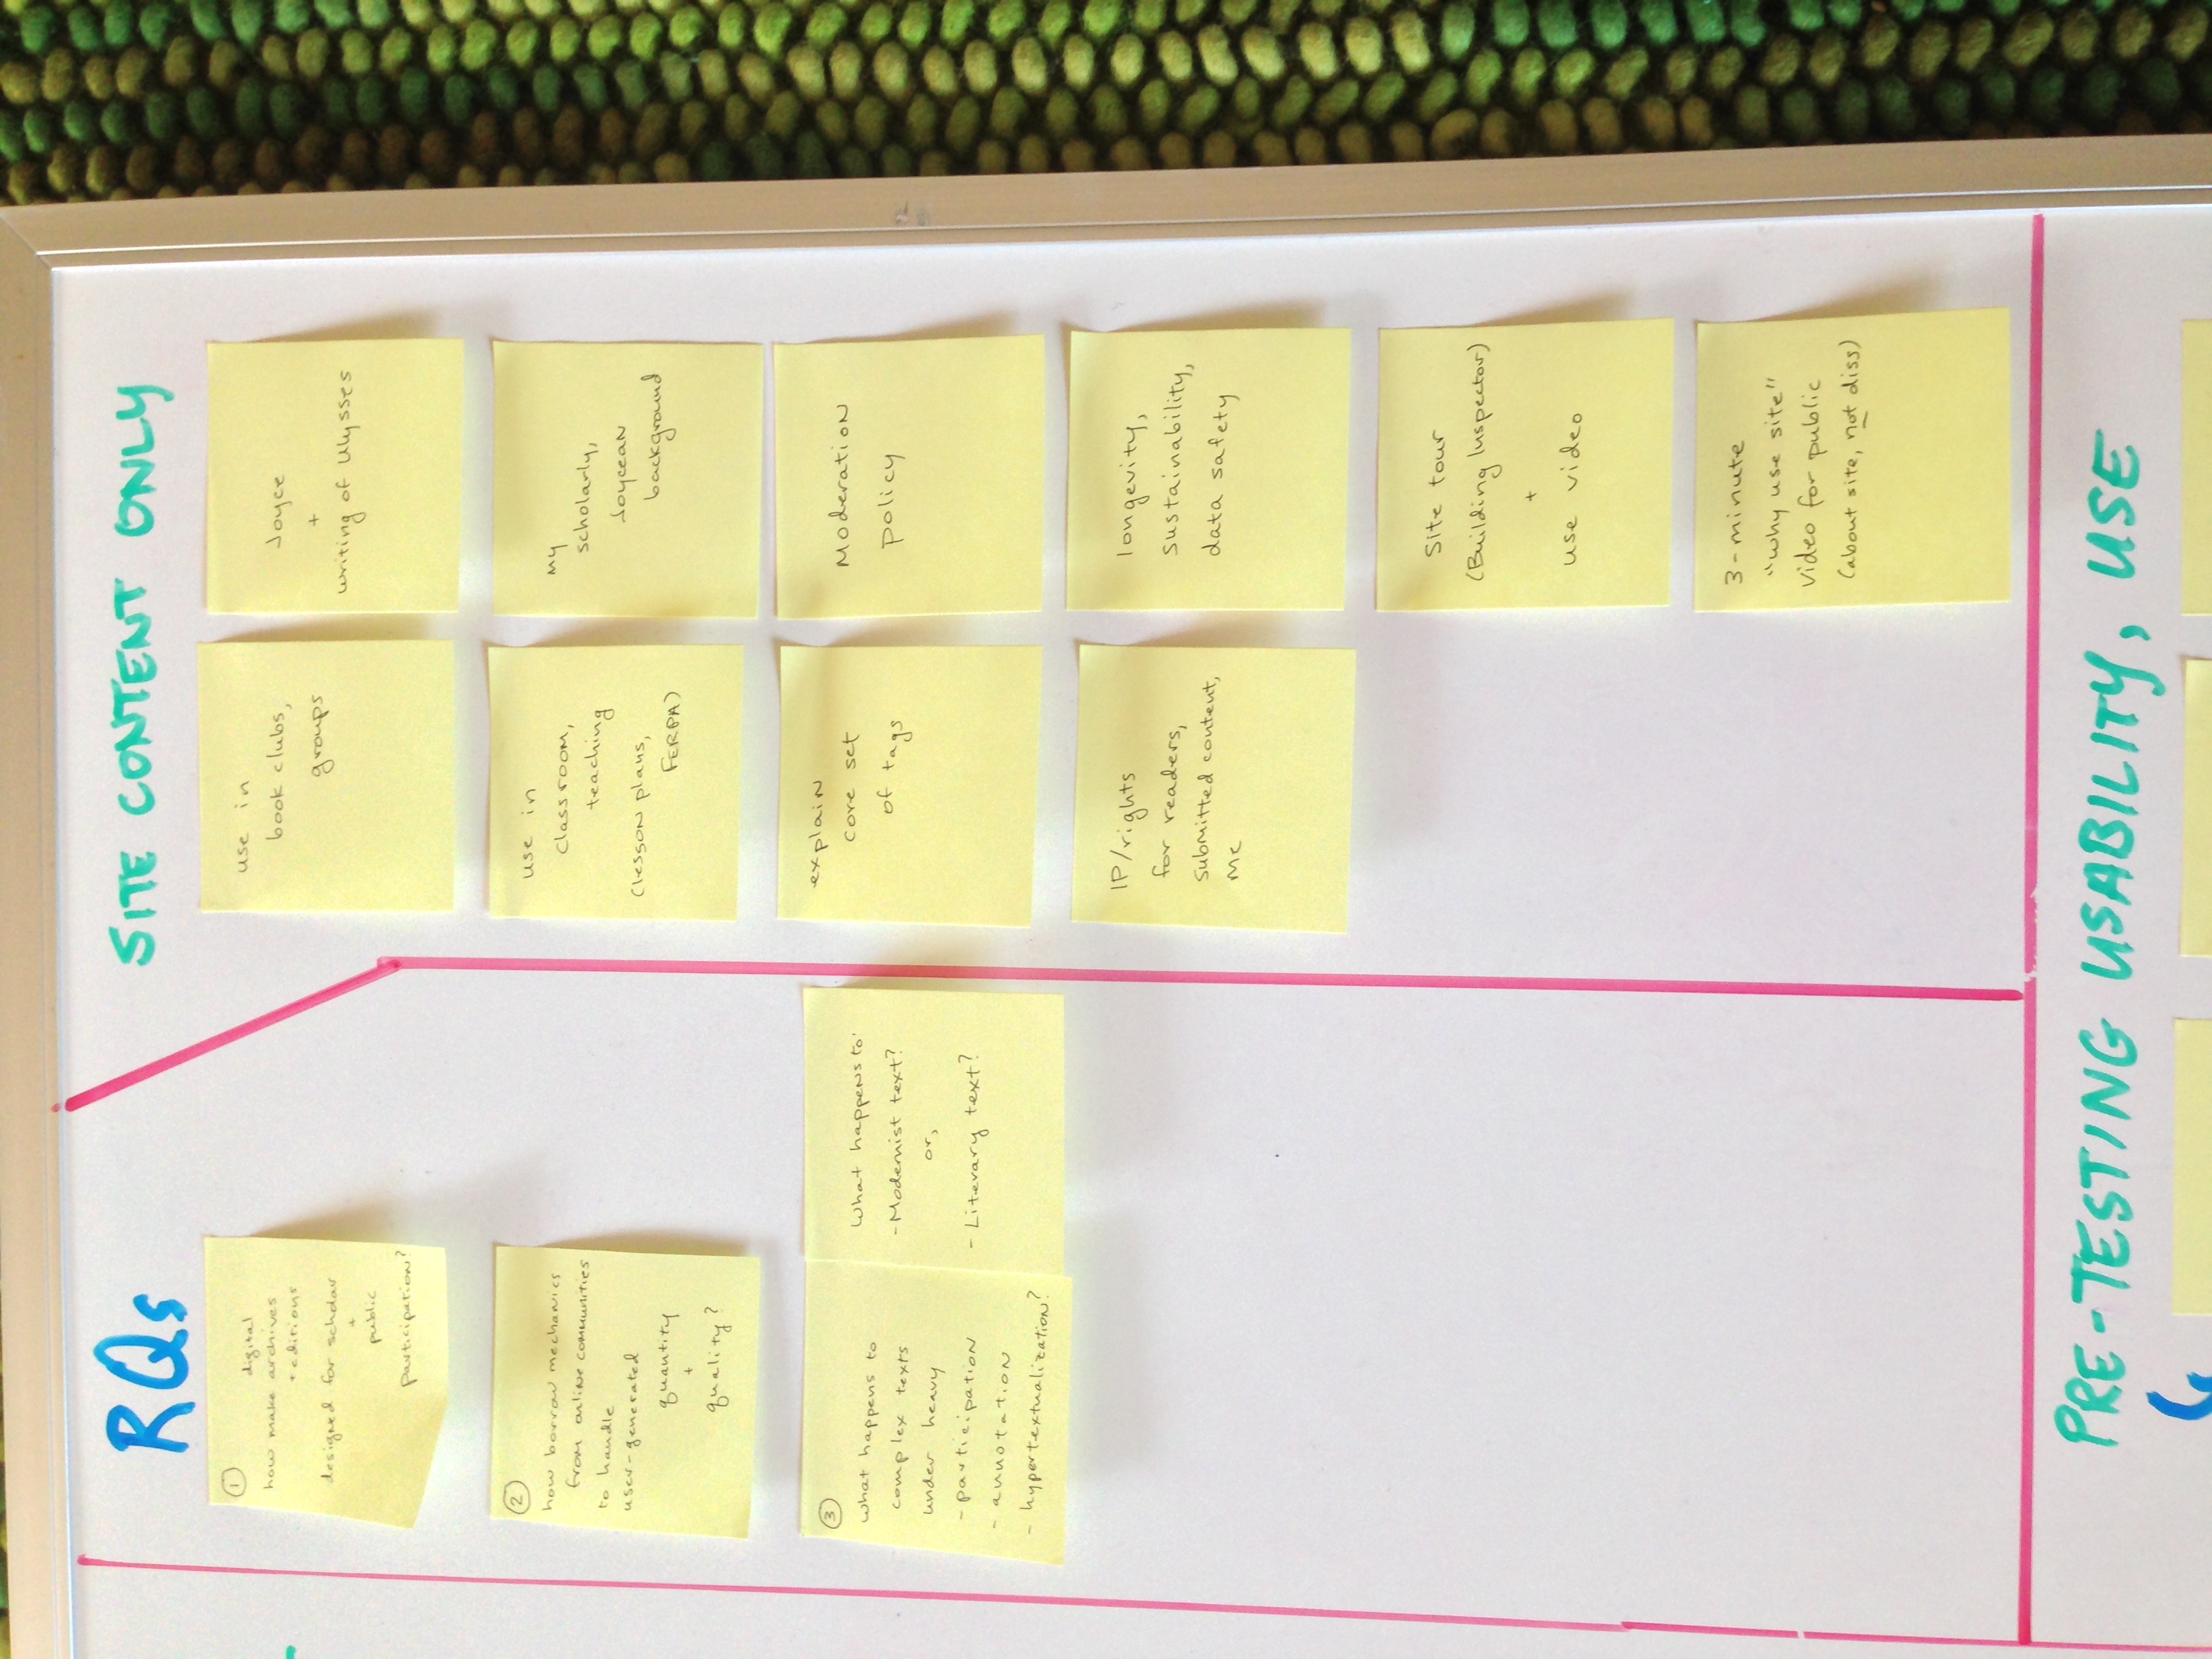 RQs
①
digital
how make archives
+ editions
designed for scholar
+
public
participation?
②
how borrow mechanics
from online communities
to handle
user-generated
quantity
+
quality?
③
what happens to
complex texts
under heavy
- participation
- annotation
- hypertextualization?
What happens to
- Modernist text?
or,
- Literary text?
SITE CONTENT ONLY
use in
book clubs,
groups
Joyce
+
writing of Ulysses
use in
classroom,
teaching
(lesson plans,
FERPA)
my
scholarly,
Joycean
background
explain
core set
of tags
Moderation
policy
IP/rights
for readers,
submitted content,
me
longevity,
sustainability,
data safety
site tour
(Building Inspector)
+
use video
3-minute
"why use site"
video for public
(about site, not diss)
PRE-TESTING USABILITY, USE